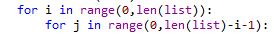 for i in range(0,len(list)):
    for j in range(0,len(list)-i-1):